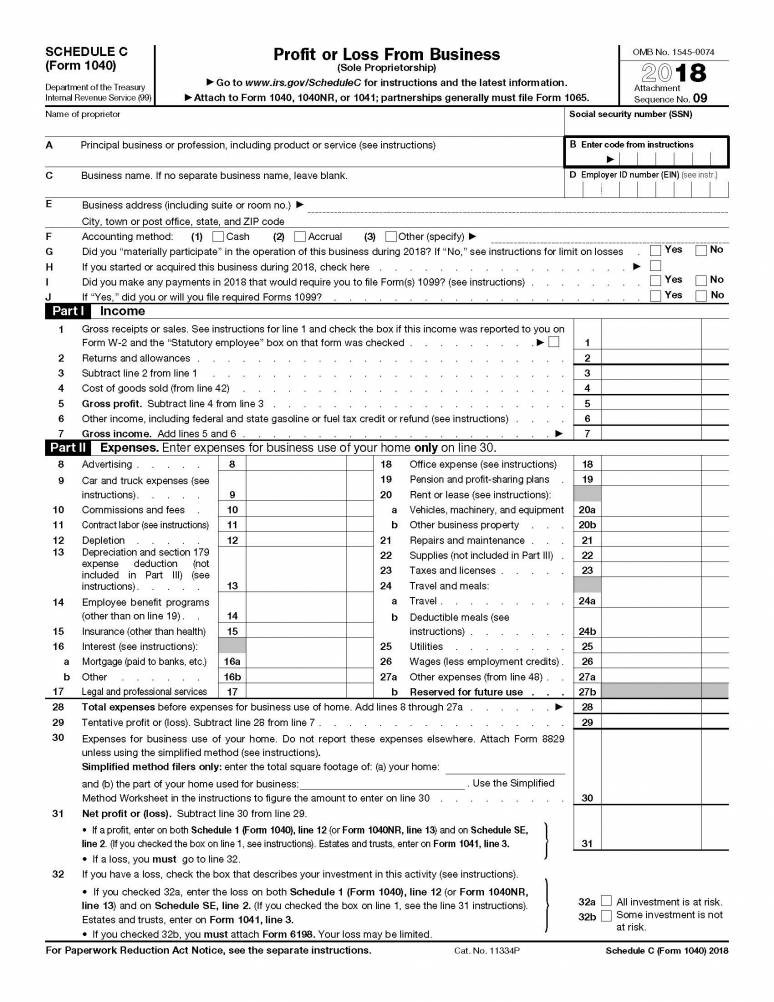 SCHEDULE C
(Form 1040)
Department of the Treasury
Internal Revenue Service (99)
Profit or Loss From Business
(Sole Proprietorship)
▶ Go to www.irs.gov/ScheduleC for instructions and the latest information.
▶ Attach to Form 1040, 1040NR, or 1041; partnerships generally must file Form 1065.
OMB No. 1545-0074
2018
Attachment
Sequence No. 09
Name of proprietor
Social security number (SSN)
A Principal business or profession, including product or service (see instructions)
B Enter code from instructions
▶
C Business name. If no separate business name, leave blank.
D Employer ID number (EIN) (see instr.)
E Business address (including suite or room no.) ▶
City, town or post office, state, and ZIP code
F Accounting method: (1) Cash (2) Accrual (3) Other (specify) ▶
G Did you “materially participate” in the operation of this business during 2018? If “No,” see instructions for limit on losses . Yes No
H If you started or acquired this business during 2018, check here . . . . . . . . . . . . . . . . . ▶
I Did you make any payments in 2018 that would require you to file Form(s) 1099? (see instructions) . . . . . . . . Yes No
J If “Yes,” did you or will you file required Forms 1099? . . . . . . . . . . . . . . . . . . . . . Yes No
Part I Income
1 Gross receipts or sales. See instructions for line 1 and check the box if this income was reported to you on
Form W-2 and the “Statutory employee” box on that form was checked . . . . . . . . . ▶ 1
2 Returns and allowances . . . . . . . . . . . . . . . . . . . . . . . . . 2
3 Subtract line 2 from line 1 . . . . . . . . . . . . . . . . . . . . . . . . 3
4 Cost of goods sold (from line 42) . . . . . . . . . . . . . . . . . . . . . . 4
5 Gross profit. Subtract line 4 from line 3 . . . . . . . . . . . . . . . . . . . . 5
6 Other income, including federal and state gasoline or fuel tax credit or refund (see instructions) . . . . 6
7 Gross income. Add lines 5 and 6 . . . . . . . . . . . . . . . . . . . . . ▶ 7
Part II Expenses. Enter expenses for business use of your home only on line 30.
8 Advertising . . . . . 8
9 Car and truck expenses (see
instructions) . . . . . 9
10 Commissions and fees . 10
11 Contract labor (see instructions) 11
12 Depletion . . . . . 12
13 Depreciation and section 179
expense deduction (not
included in Part III) (see
instructions) . . . . . 13
14 Employee benefit programs
(other than on line 19) . . 14
15 Insurance (other than health) 15
16 Interest (see instructions):
a Mortgage (paid to banks, etc.) 16a
b Other . . . . . . 16b
17 Legal and professional services 17
18 Office expense (see instructions) 18
19 Pension and profit-sharing plans . 19
20 Rent or lease (see instructions):
a Vehicles, machinery, and equipment 20a
b Other business property . . . 20b
21 Repairs and maintenance . . . 21
22 Supplies (not included in Part III) . 22
23 Taxes and licenses . . . . . 23
24 Travel and meals:
a Travel . . . . . . . . . 24a
b Deductible meals (see
instructions) . . . . . . . 24b
25 Utilities . . . . . . . . 25
26 Wages (less employment credits) . 26
27a Other expenses (from line 48) . . 27a
b Reserved for future use . . . 27b
28 Total expenses before expenses for business use of home. Add lines 8 through 27a . . . . . . ▶ 28
29 Tentative profit or (loss). Subtract line 28 from line 7 . . . . . . . . . . . . . . . . . 29
30 Expenses for business use of your home. Do not report these expenses elsewhere. Attach Form 8829
unless using the simplified method (see instructions).
Simplified method filers only: enter the total square footage of: (a) your home:
and (b) the part of your home used for business: . Use the Simplified
Method Worksheet in the instructions to figure the amount to enter on line 30 . . . . . . . . . 30
31 Net profit or (loss). Subtract line 30 from line 29.
• If a profit, enter on both Schedule 1 (Form 1040), line 12 (or Form 1040NR, line 13) and on Schedule SE,
line 2. (If you checked the box on line 1, see instructions). Estates and trusts, enter on Form 1041, line 3.
• If a loss, you must go to line 32.
31
32 If you have a loss, check the box that describes your investment in this activity (see instructions).
• If you checked 32a, enter the loss on both Schedule 1 (Form 1040), line 12 (or Form 1040NR,
line 13) and on Schedule SE, line 2. (If you checked the box on line 1, see the line 31 instructions).
Estates and trusts, enter on Form 1041, line 3.
• If you checked 32b, you must attach Form 6198. Your loss may be limited.
32a All investment is at risk.
32b Some investment is not
at risk.
For Paperwork Reduction Act Notice, see the separate instructions.
Cat. No. 11334P
Schedule C (Form 1040) 2018